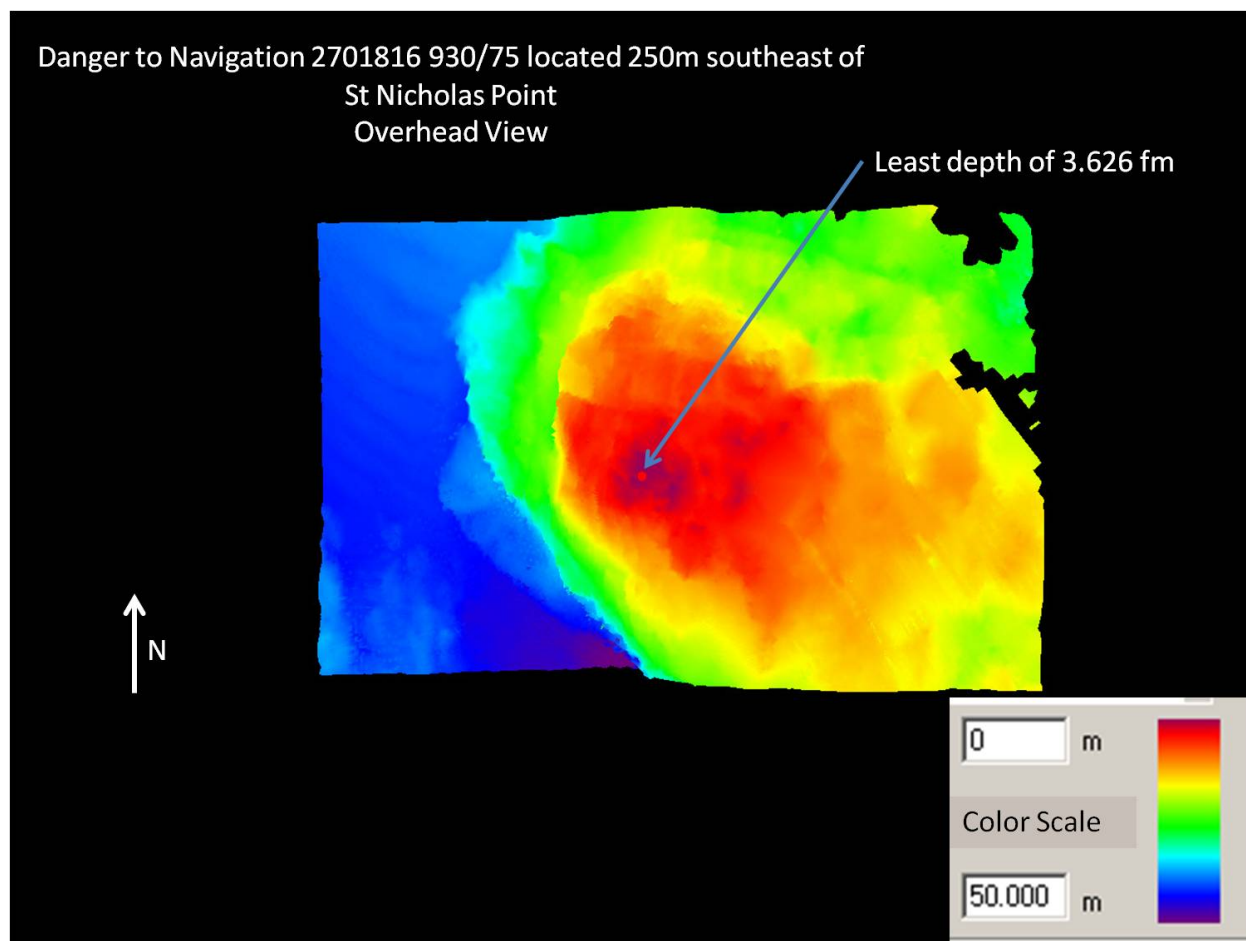 Danger to Navigation 2701816 930/75 located 250m southeast of
St Nicholas Point
Overhead View
Least depth of 3.626 fm
N
0 m
Color Scale
50.000 m